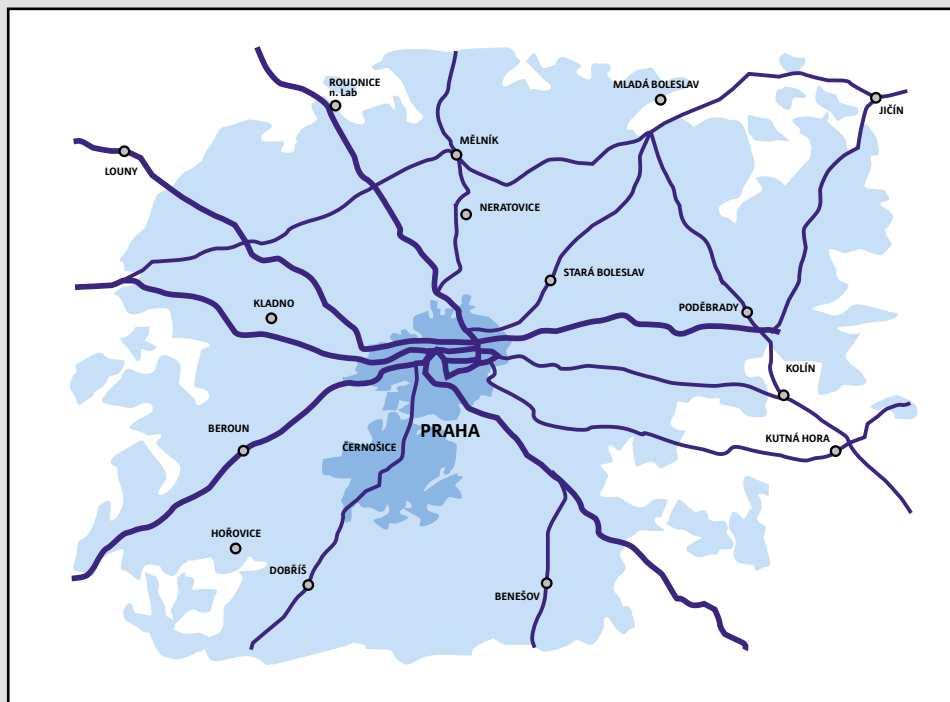 ROUDNICE
n. Lab
MLADÁ BOLESLAV
JIČÍN
MĚLNÍK
LOUNY
NERATOVICE
STARÁ BOLESLAV
KLADNO
PODĚBRADY
KOLÍN
BEROUN
PRAHA
KUTNÁ HORA
ČERNOŠICE
HOŘOVICE
DOBŘÍŠ
BENEŠOV